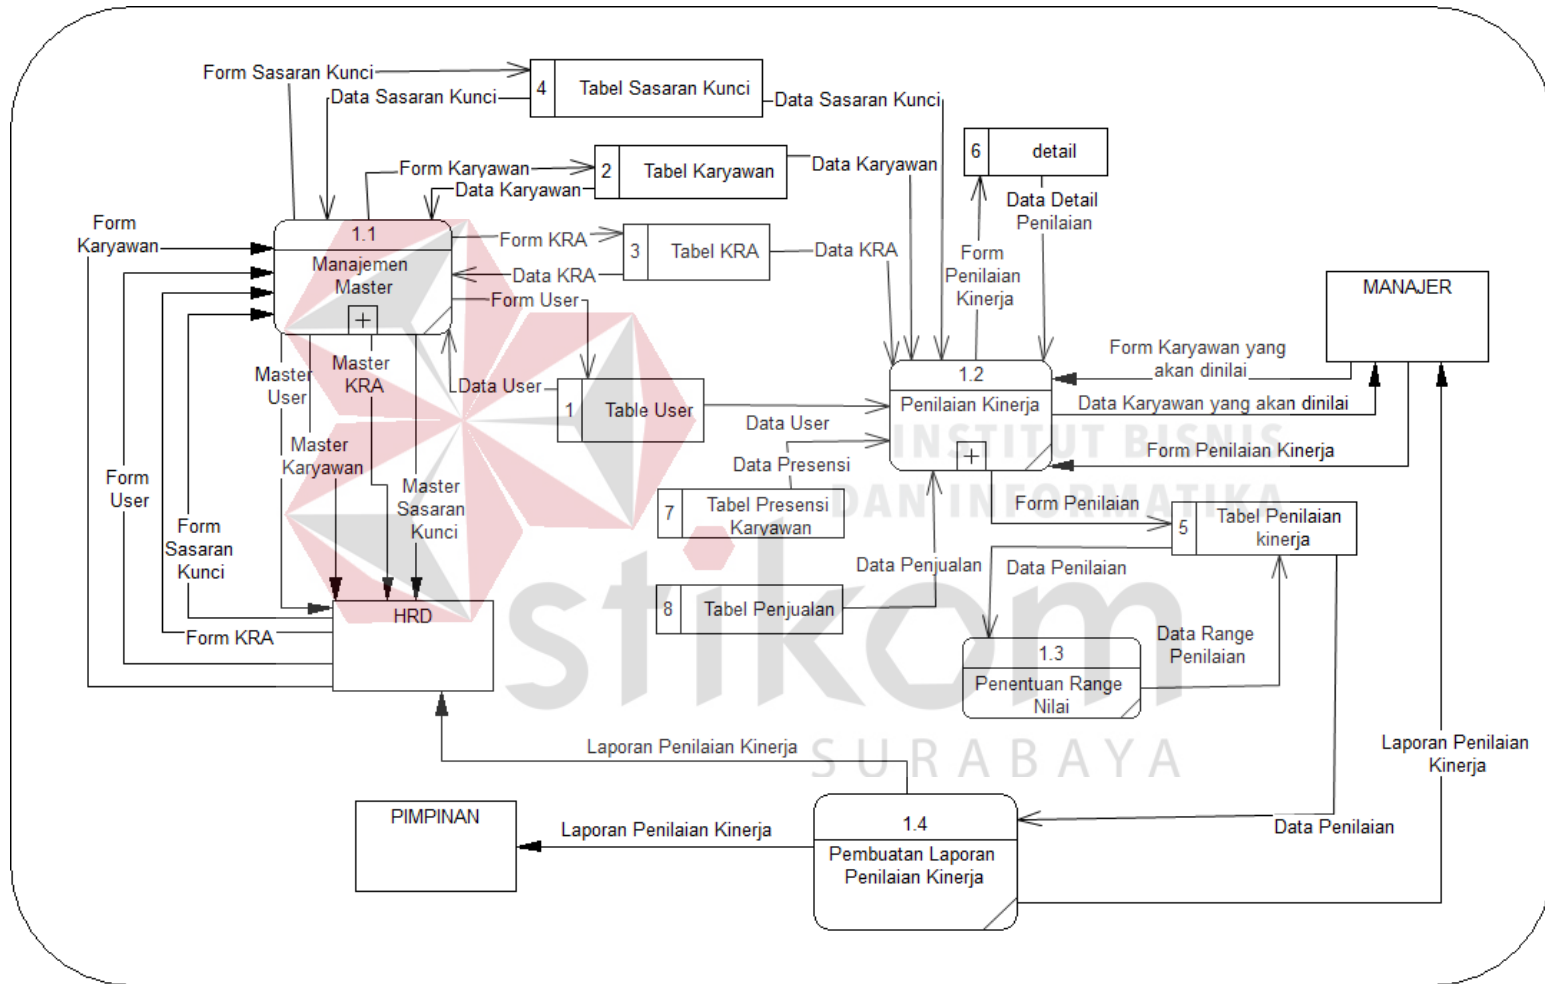 Form Sasaran Kunci
Data Sasaran Kunci
4
Tabel Sasaran Kunci
Data Sasaran Kunci
Form Karyawan
Data Karyawan
2
Tabel Karyawan
Data Karyawan
6
detail
Data Detail
Penilaian
Form
Karyawan
1.1
Manajemen
Master
Form KRA
Data KRA
3
Tabel KRA
Data KRA
Form
Penilaian
Kinerja
Form User
MANAJER
Master
User
Master
KRA
Data User
1
Table User
Data User
1.2
Penilaian Kinerja
Form Karyawan yang
akan dinilai
Data Karyawan yang akan dinilai
INSTITUT BISNIS
DAN INFORMATIKA
Form Penilaian Kinerja
Master
Karyawan
Form
User
Master
Sasaran
Kunci
Data Presensi
7
Tabel Presensi
Karyawan
Form Penilaian
5
Tabel Penilaian
kinerja
Form
Sasaran
Kunci
Data Penjualan
Data Penilaian
8
Tabel Penjualan
HRD
Form KRA
stikom
SURABAYA
1.3
Penentuan Range
Nilai
Data Range
Penilaian
Laporan Penilaian Kinerja
Laporan Penilaian
Kinerja
PIMPINAN
Laporan Penilaian Kinerja
1.4
Pembuatan Laporan
Penilaian Kinerja
Data Penilaian